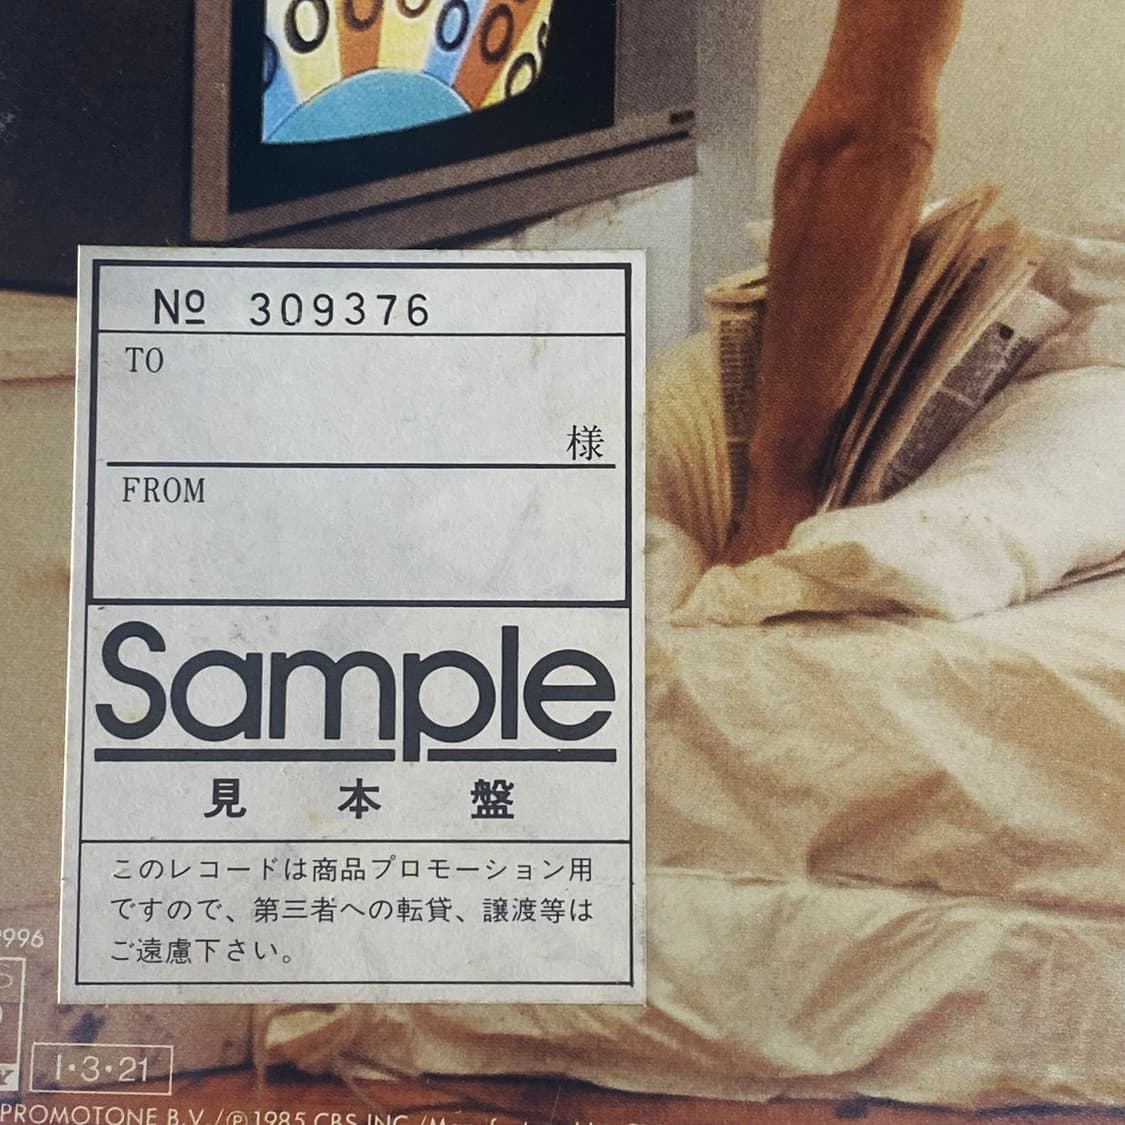 № 309376
TO
様
FROM
Sample
見本盤
このレコードは商品プロモーション用
ですので、第三者への転貸、譲渡等は
ご遠慮下さい。
996
1・3・21
PROMOTONE B.V./℗1985 CBS INC./